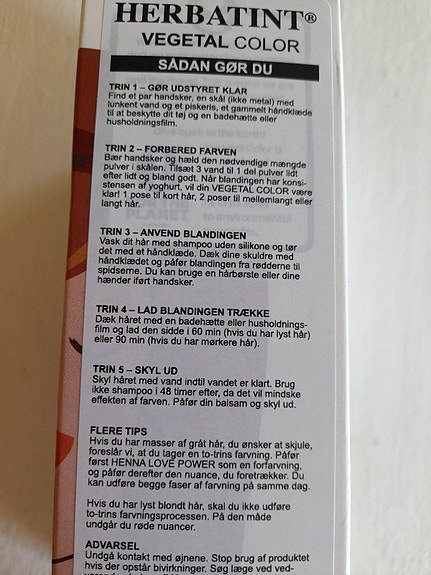 HERBATINT®
VEGETAL COLOR
SÅDAN GØR DU
TRIN 1 – GØR UDSTYRET KLAR
Find et par handsker, en skål (ikke metal) med
lunkent vand og et piskeris, et gammelt håndklæde
til at beskytte dit tøj og en badehætte eller
husholdningsfilm.
TRIN 2 – FORBERED FARVEN
Bær handsker og hæld den nødvendige mængde
pulver i skålen. Tilsæt 3 vand til 1 del pulver lidt
efter lidt og bland godt. Når blandingen har konsi-
stensen af yoghurt, vil din VEGETAL COLOR være
klar! 1 pose til kort hår, 2 poser til mellemlangt eller
langt hår.
TRIN 3 – ANVEND BLANDINGEN
Vask dit hår med shampoo uden silikone og tør
det med et håndklæde. Dæk dine skuldre med
håndklædet og påfør blandingen fra rødderne til
spidserne. Du kan bruge en hårbørste eller dine
hænder iført handsker.
TRIN 4 – LAD BLANDINGEN TRÆKKE
Dæk håret med en badehætte eller husholdnings-
film og lad den sidde i 60 min (hvis du har lyst hår)
eller 90 min (hvis du har mørkere hår).
TRIN 5 – SKYL UD
Skyl håret med vand indtil vandet er klart. Brug
ikke shampoo i 48 timer efter, da det vil mindske
effekten af farven. Påfør din balsam og skyl ud.
FLERE TIPS
Hvis du har masser af gråt hår, du ønsker at skjule,
foreslår vi, at du tager en to-trins farvning. Påfør
først HENNA LOVE POWER som en forfarvning,
og påfør derefter den nuance, du foretrækker. Du
kan udføre begge faser af farvning på samme dag.
Hvis du har lyst blondt hår, skal du ikke udføre
to-trins farvningsprocessen. På den måde
undgår du røde nuancer.
ADVARSEL
Undgå kontakt med øjnene. Stop brug af produktet
hvis der opstår bivirkninger. Søg læge ved ved-